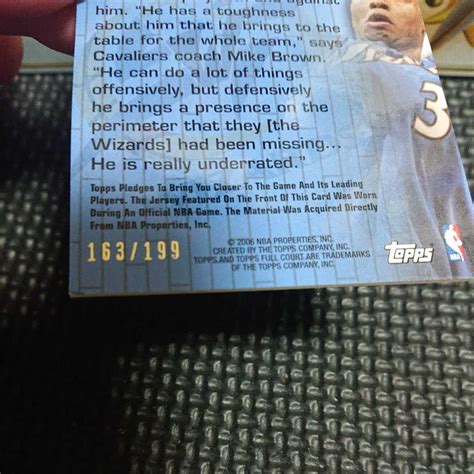 him. "He has a toughness
about him that he brings to the
table for the whole team," says
Cavaliers coach Mike Brown.
"He can do a lot of things
offensively, but defensively
he brings a presence on the
perimeter that they [the
Wizards] had been missing...
He is really underrated."
3
Topps Pledges To Bring You Closer To The Game And Its Leading
Players. The Jersey Featured On The Front Of This Card Was Worn
During An Official NBA Game. The Material Was Acquired Directly
From NBA Properties, Inc.
163/199
© 2006 NBA PROPERTIES, INC.
CREATED BY THE TOPPS COMPANY, INC.
TOPPS AND TOPPS FULL COURT ARE TRADEMARKS
OF THE TOPPS COMPANY, INC.
Topps
NBA